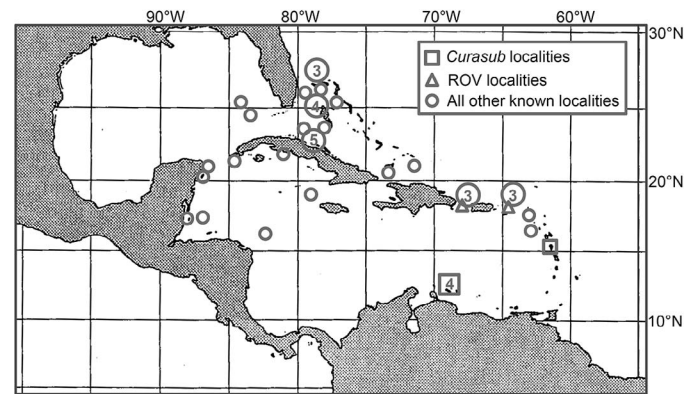 90°W 80°W 70°W 60°W
30°N
Curasub localities
ROV localities
All other known localities
3
4
5
20°N
3 3
4
10°N